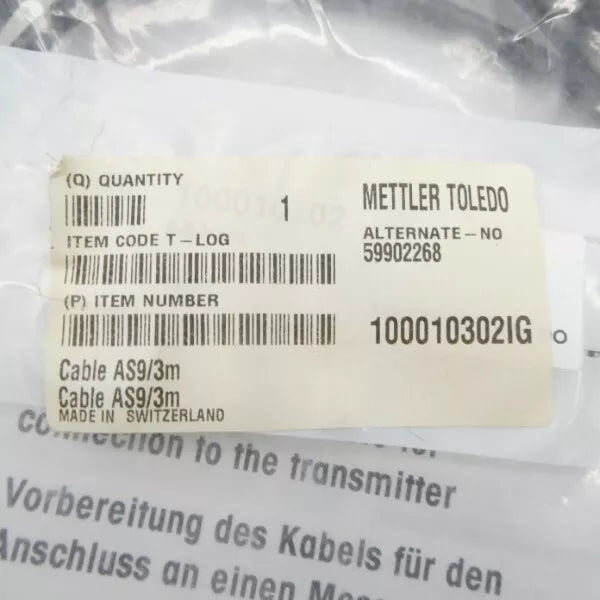 (Q) QUANTITY
1
METTLER TOLEDO
ITEM CODE T-LOG
ALTERNATE-NO
59902268
(P) ITEM NUMBER
100010302IG
Cable AS9/3m
Cable AS9/3m
MADE IN SWITZERLAND
connection to the transmitter
Vorbereitung des Kabels für den
Anschluss an einen